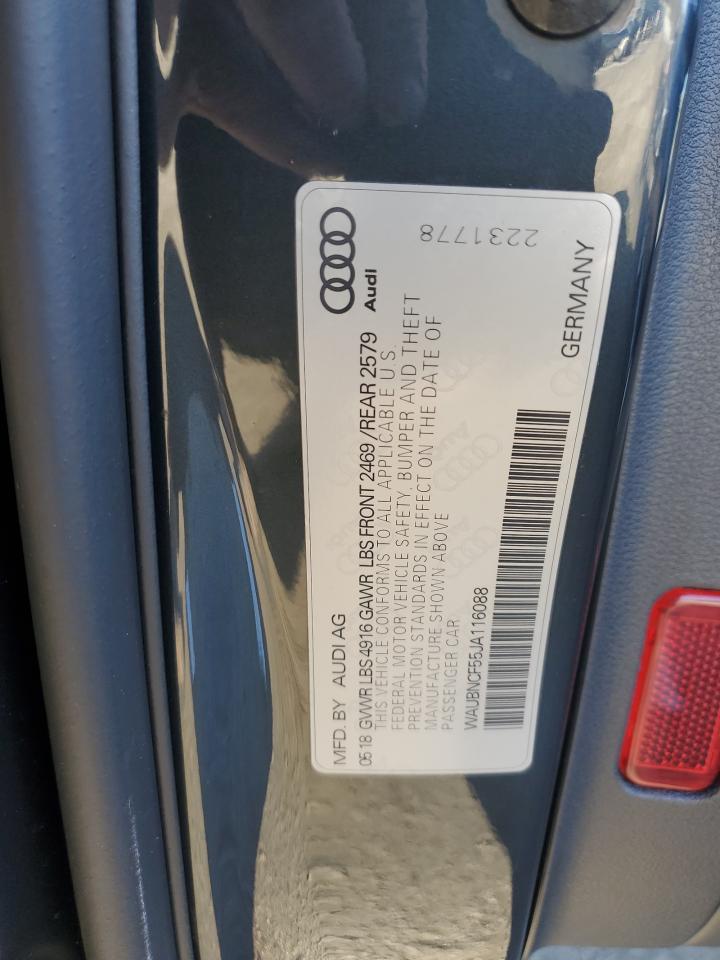 MFD. BY AUDI AG
0518 GVWR LBS 4916 GAWR LBS FRONT 2469 / REAR 2579
THIS VEHICLE CONFORMS TO ALL APPLICABLE U.S.
FEDERAL MOTOR VEHICLE SAFETY, BUMPER AND THEFT
PREVENTION STANDARDS IN EFFECT ON THE DATE OF
MANUFACTURE SHOWN ABOVE
PASSENGER CAR
WAUBNCF55JA116088
GERMANY
Audi
2231778